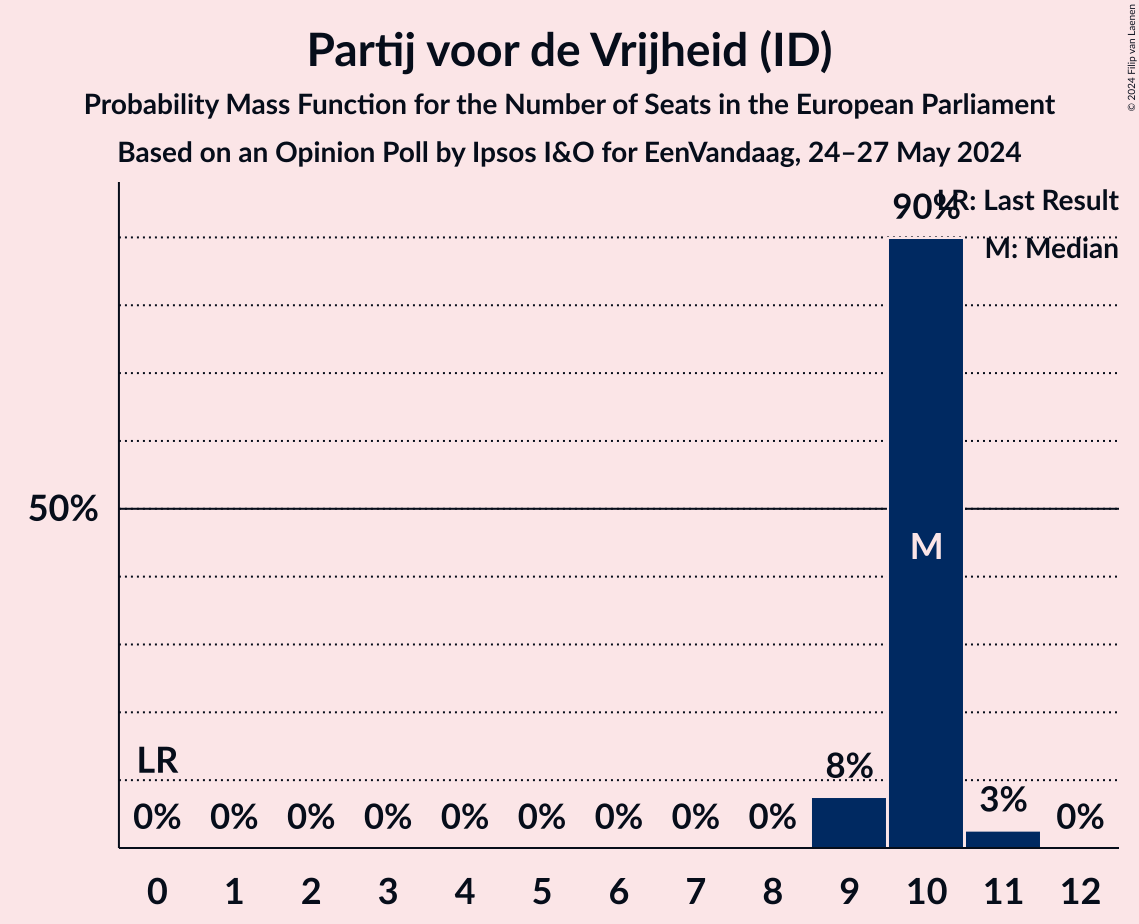 Partij voor de Vrijheid (ID)
Probability Mass Function for the Number of Seats in the European Parliament
Based on an Opinion Poll by Ipsos I&O for EenVandaag, 24–27 May 2024
© 2024 Filip van Laenen
LR: Last Result
M: Median
90%
50%
M
LR
8%
3%
0% 0% 0% 0% 0% 0% 0% 0% 0% 0%
0 1 2 3 4 5 6 7 8 9 10 11 12